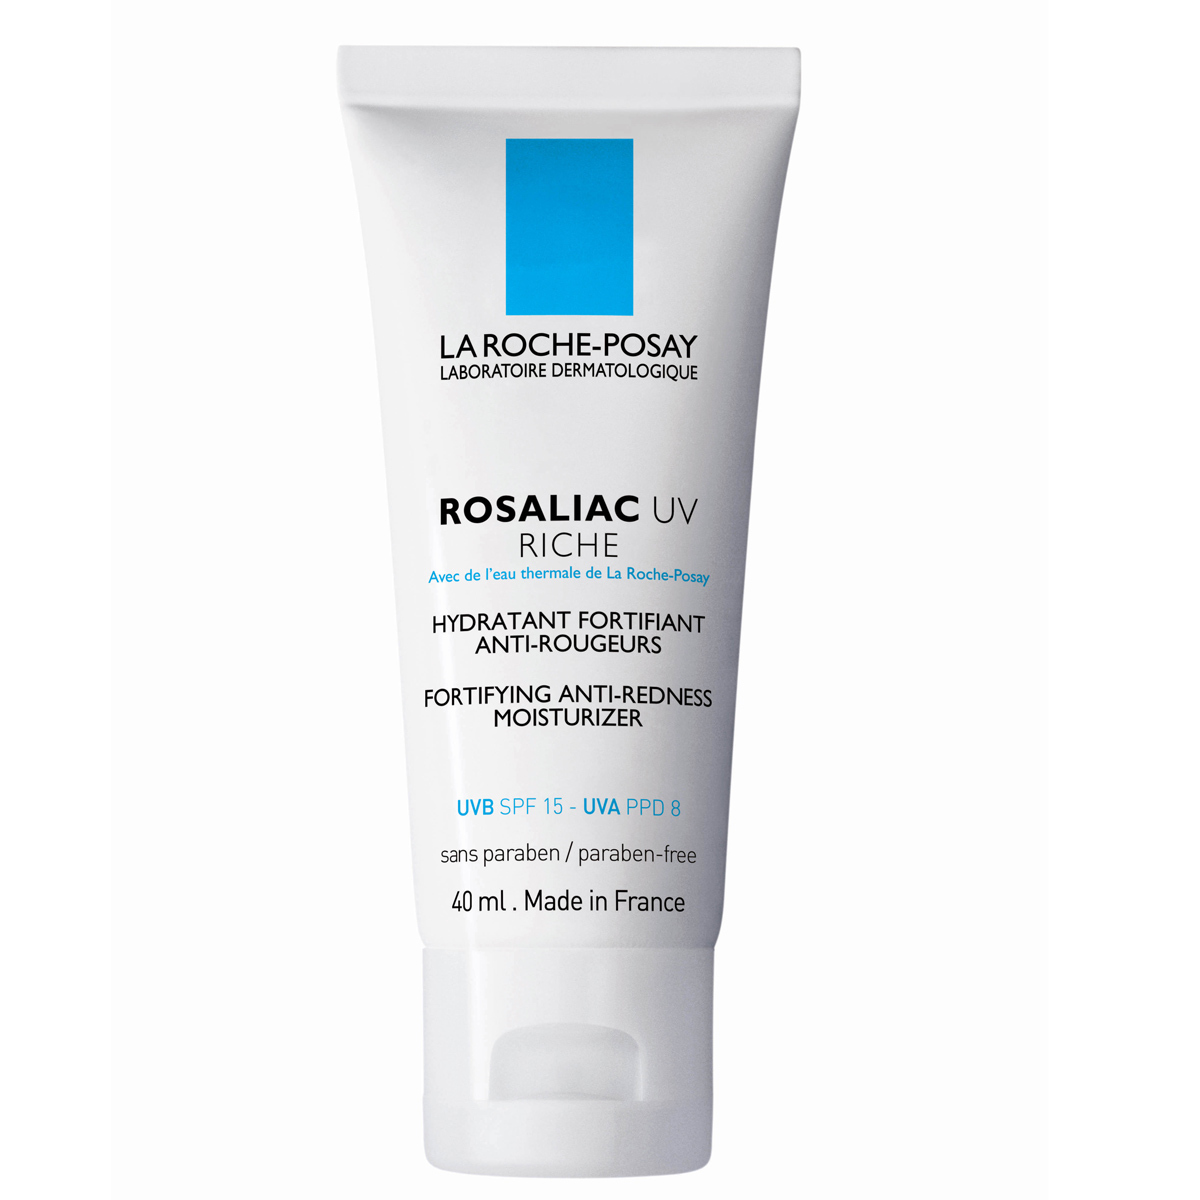 LA ROCHE-POSAY
LABORATOIRE DERMATOLOGIQUE
ROSALIAC UV
RICHE
Avec de l'eau thermale de La Roche-Posay
HYDRATANT FORTIFIANT
ANTI-ROUGEURS
FORTIFYING ANTI-REDNESS
MOISTURIZER
UVB SPF 15 - UVA PPD 8
sans paraben / paraben-free
40 ml . Made in France